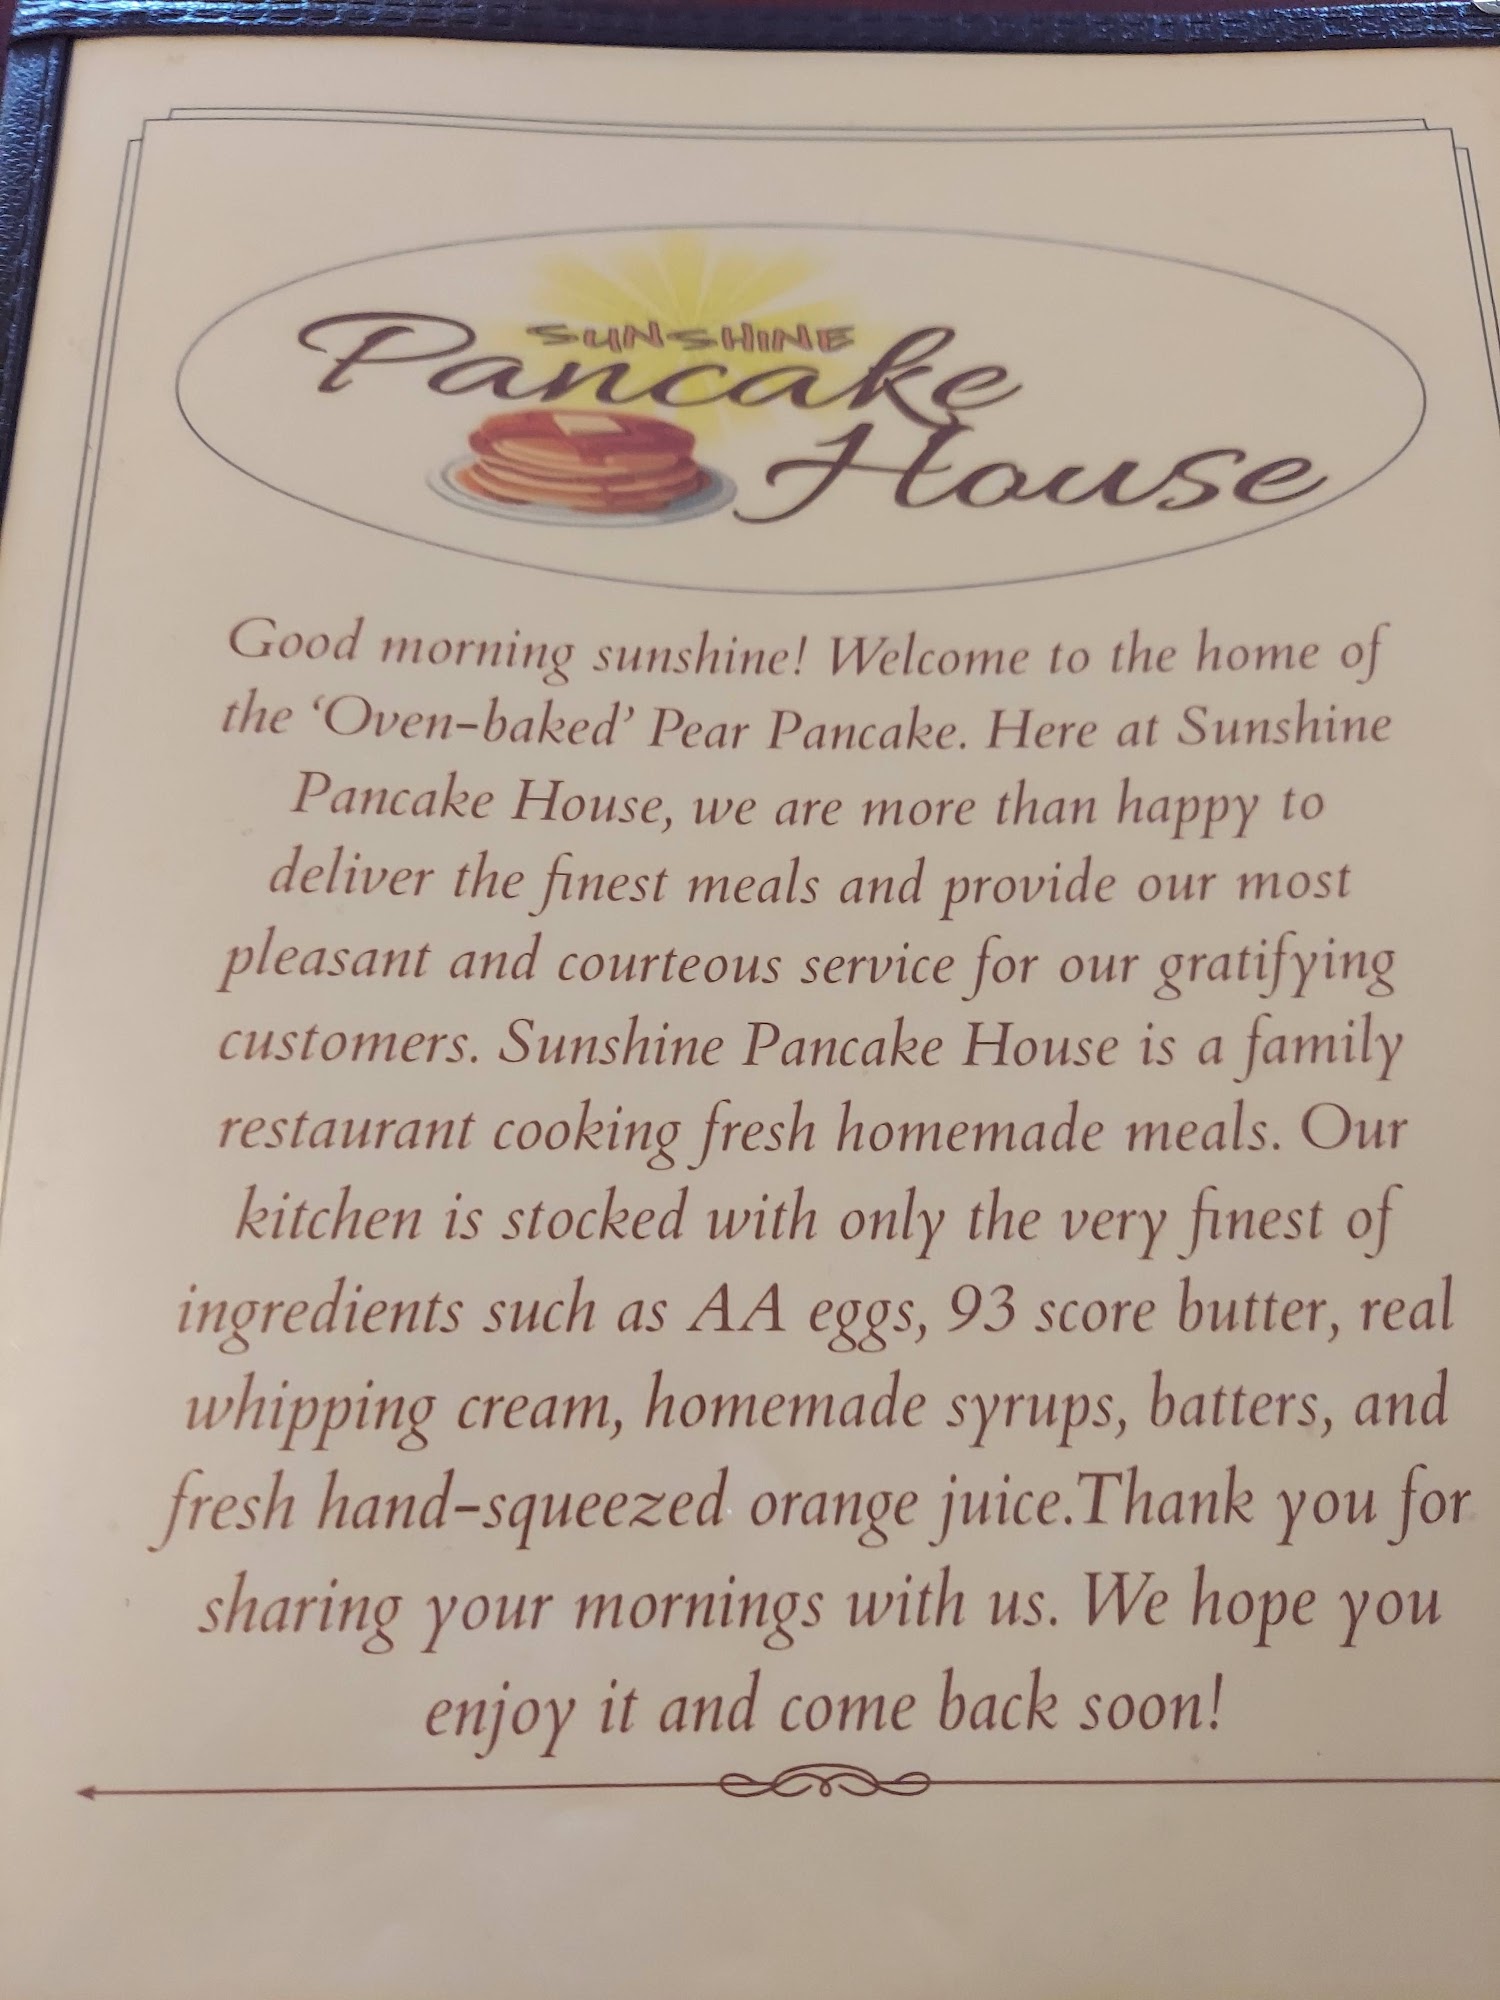 SUNSHINE
Pancake
House
Good morning sunshine! Welcome to the home of
the ‘Oven-baked’ Pear Pancake. Here at Sunshine
Pancake House, we are more than happy to
deliver the finest meals and provide our most
pleasant and courteous service for our gratifying
customers. Sunshine Pancake House is a family
restaurant cooking fresh homemade meals. Our
kitchen is stocked with only the very finest of
ingredients such as AA eggs, 93 score butter, real
whipping cream, homemade syrups, batters, and
fresh hand-squeezed orange juice.Thank you for
sharing your mornings with us. We hope you
enjoy it and come back soon!